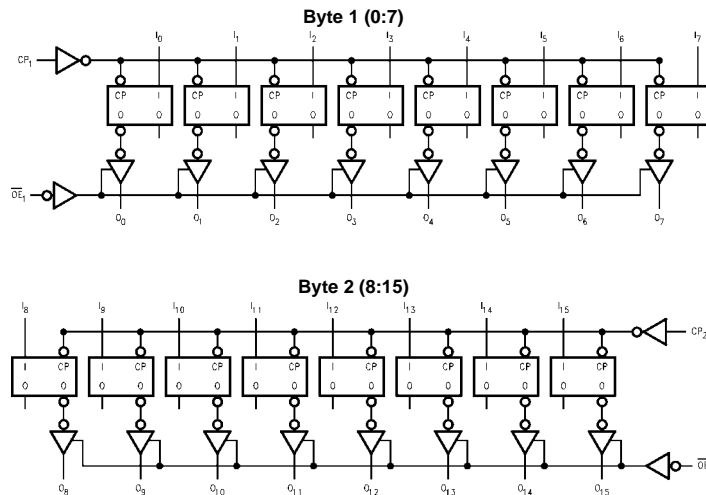 Byte 1 (0:7)
I0 I1 I2 I3 I4 I5 I6 I7
CP1
CP I CP I CP I CP I CP I CP I CP I CP I
O O O O O O O O O O O O O O O O
OE1
O0 O1 O2 O3 O4 O5 O6 O7
Byte 2 (8:15)
I8 I9 I10 I11 I12 I13 I14 I15
CP2
I CP I CP I CP I CP I CP I CP I CP I CP
O O O O O O O O O O O O O O O O
OE
O8 O9 O10 O11 O12 O13 O14 O15